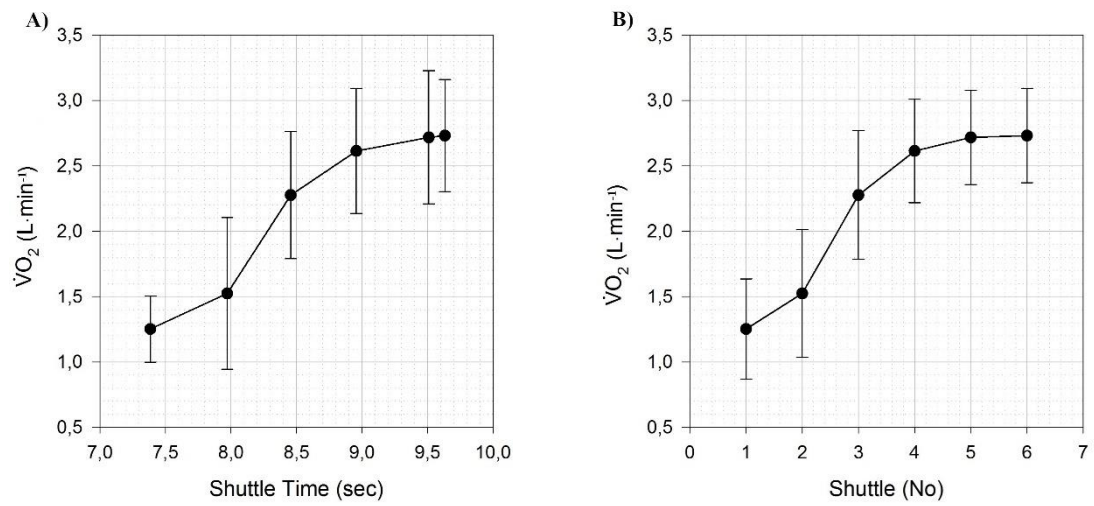 A)
3,5
3,0
2,5
2,0
1,5
1,0
0,5
7,0 7,5 8,0 8,5 9,0 9,5 10,0
V̇O₂ (L·min⁻¹)
Shuttle Time (sec)
B)
3,5
3,0
2,5
2,0
1,5
1,0
0,5
0 1 2 3 4 5 6 7
V̇O₂ (L·min⁻¹)
Shuttle (No)